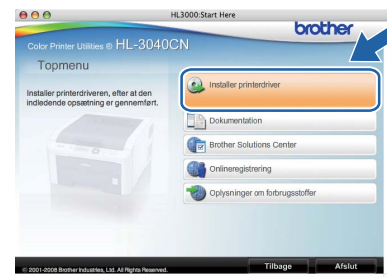 HL3000:Start Here
brother
Color Printer Utilities ® HL-3040CN
Topmenu
Installer printerdriveren, efter at den
indledende opsætning er gennemført.
Installer printerdriver
Dokumentation
Brother Solutions Center
Onlineregistrering
Oplysninger om forbrugsstoffer
© 2001-2008 Brother Industries, Ltd. All Rights Reserved.
Tilbage
Afslut